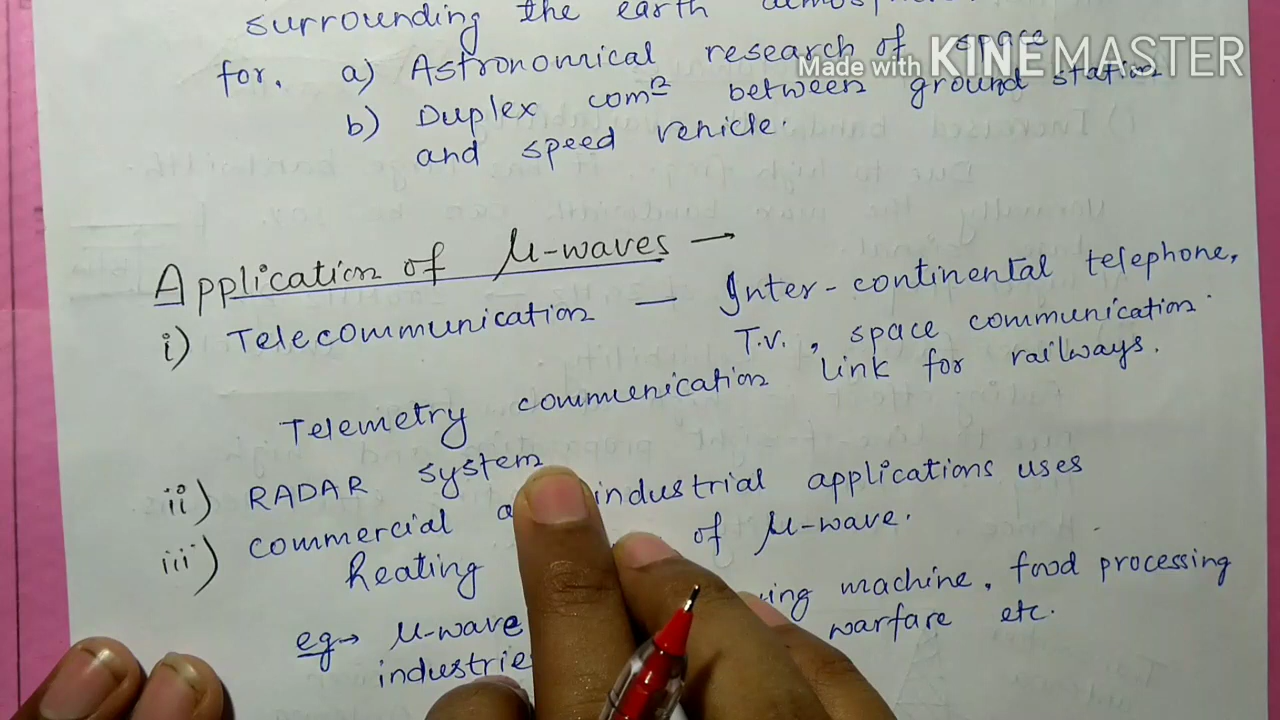 surrounding the earth
Made with KINEMASTER
for. a) Astronomical research of space
b) Duplex comⁿ between ground station
and speed vehicle.
Application of μ-waves →
i) Telecommunication — Inter-continental telephone,
T.V., space communication.
Telemetry communication link for railways.
ii) RADAR system
iii) commercial industrial applications uses
heating of μ-wave.
eg→ μ-wave machine, food processing
industries warfare etc.